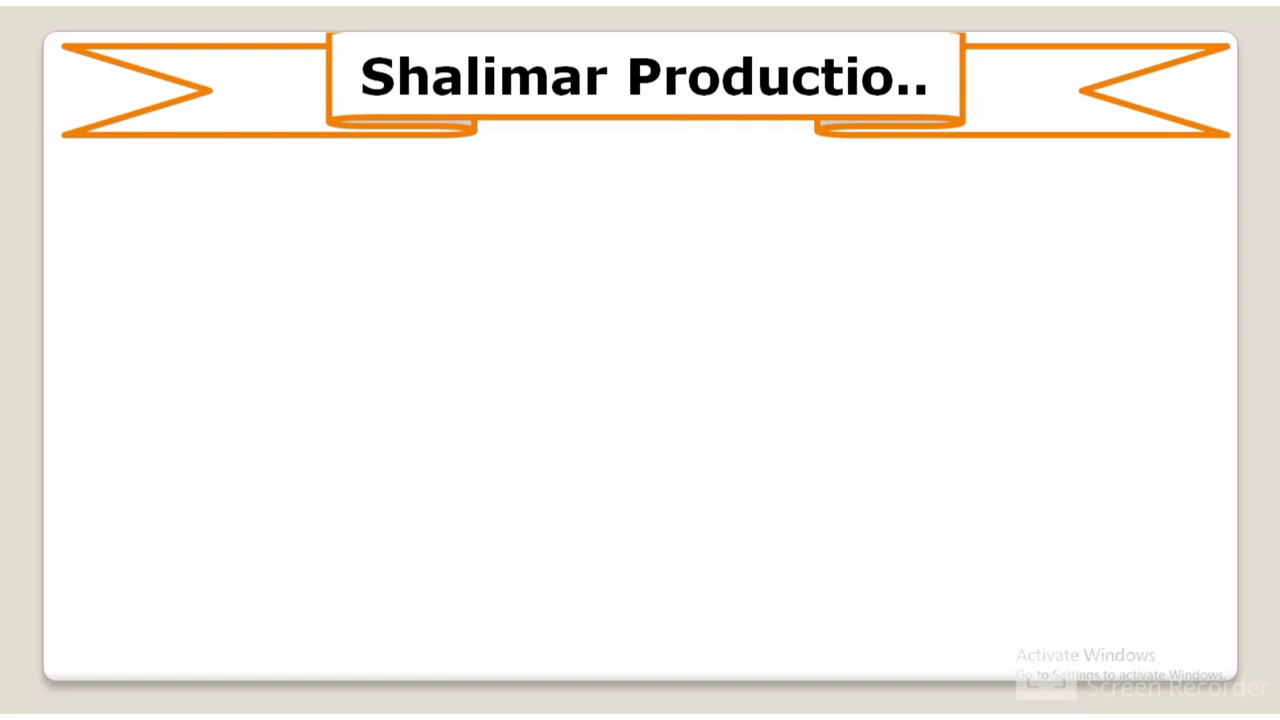 Shalimar Productio..
Activate Windows
Go to Settings to activate Windows.
Screen Recorder